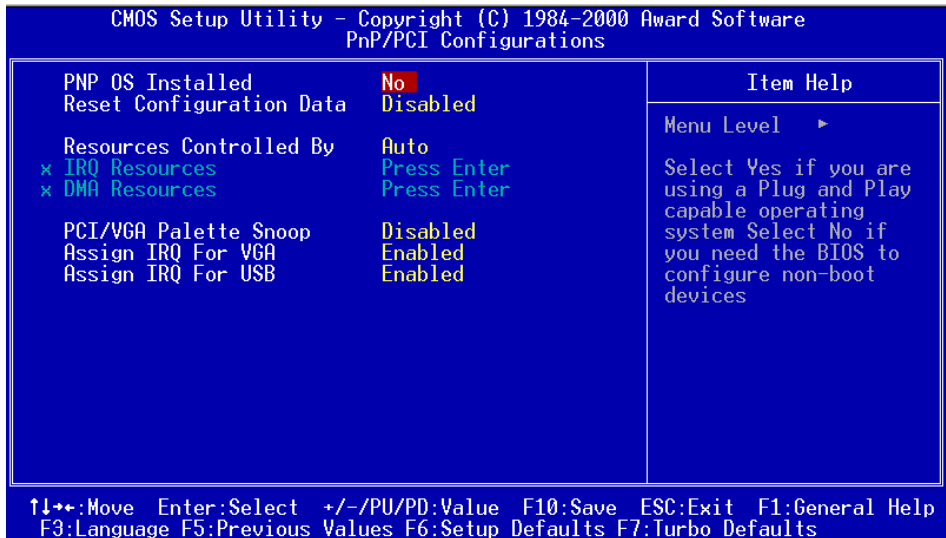 CMOS Setup Utility – Copyright (C) 1984–2000 Award Software
PnP/PCI Configurations
PNP OS Installed No
Reset Configuration Data Disabled
Resources Controlled By Auto
x IRQ Resources Press Enter
x DMA Resources Press Enter
PCI/VGA Palette Snoop Disabled
Assign IRQ For VGA Enabled
Assign IRQ For USB Enabled
Item Help
Menu Level ►
Select Yes if you are
using a Plug and Play
capable operating
system Select No if
you need the BIOS to
configure non-boot
devices
↑↓→←:Move Enter:Select +/-/PU/PD:Value F10:Save ESC:Exit F1:General Help
F3:Language F5:Previous Values F6:Setup Defaults F7:Turbo Defaults